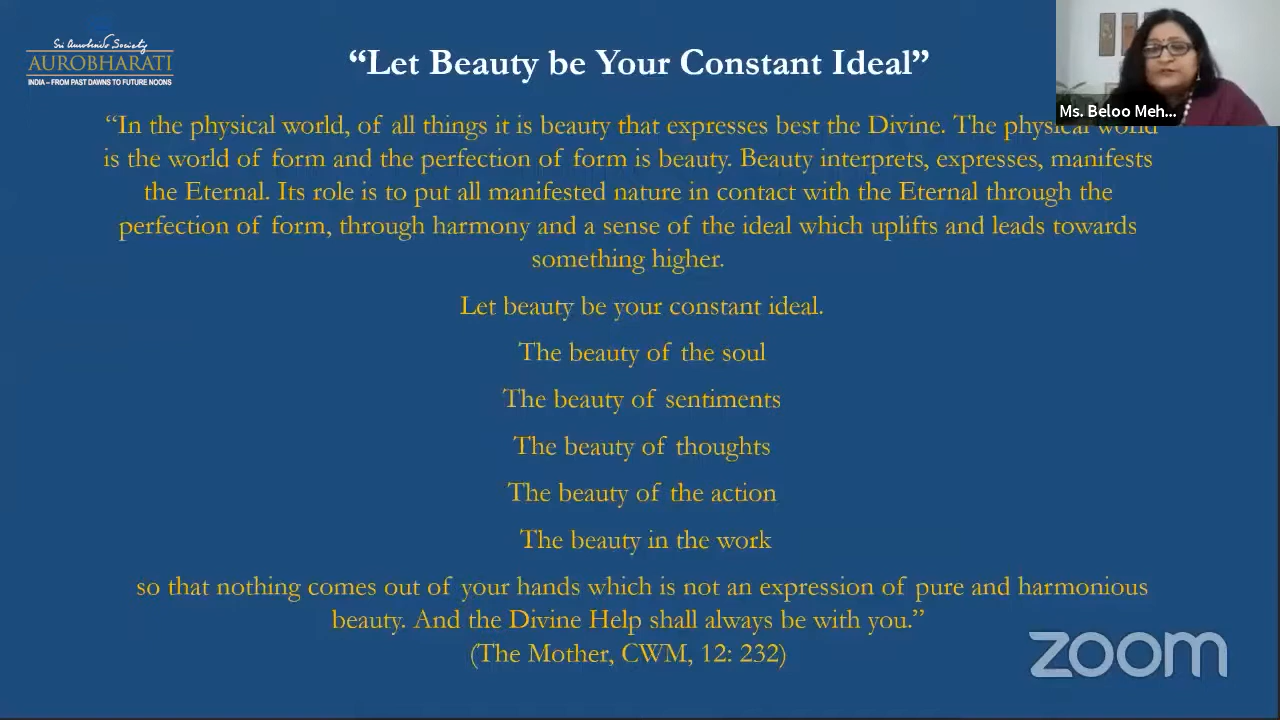 Sri Aurobindo Society
AUROBHARATI
INDIA – FROM PAST DAWNS TO FUTURE NOONS
“Let Beauty be Your Constant Ideal”
Ms. Beloo Meh...
“In the physical world, of all things it is beauty that expresses best the Divine. The physical world
is the world of form and the perfection of form is beauty. Beauty interprets, expresses, manifests
the Eternal. Its role is to put all manifested nature in contact with the Eternal through the
perfection of form, through harmony and a sense of the ideal which uplifts and leads towards
something higher.
Let beauty be your constant ideal.
The beauty of the soul
The beauty of sentiments
The beauty of thoughts
The beauty of the action
The beauty in the work
so that nothing comes out of your hands which is not an expression of pure and harmonious
beauty. And the Divine Help shall always be with you.”
(The Mother, CWM, 12: 232)
zoom